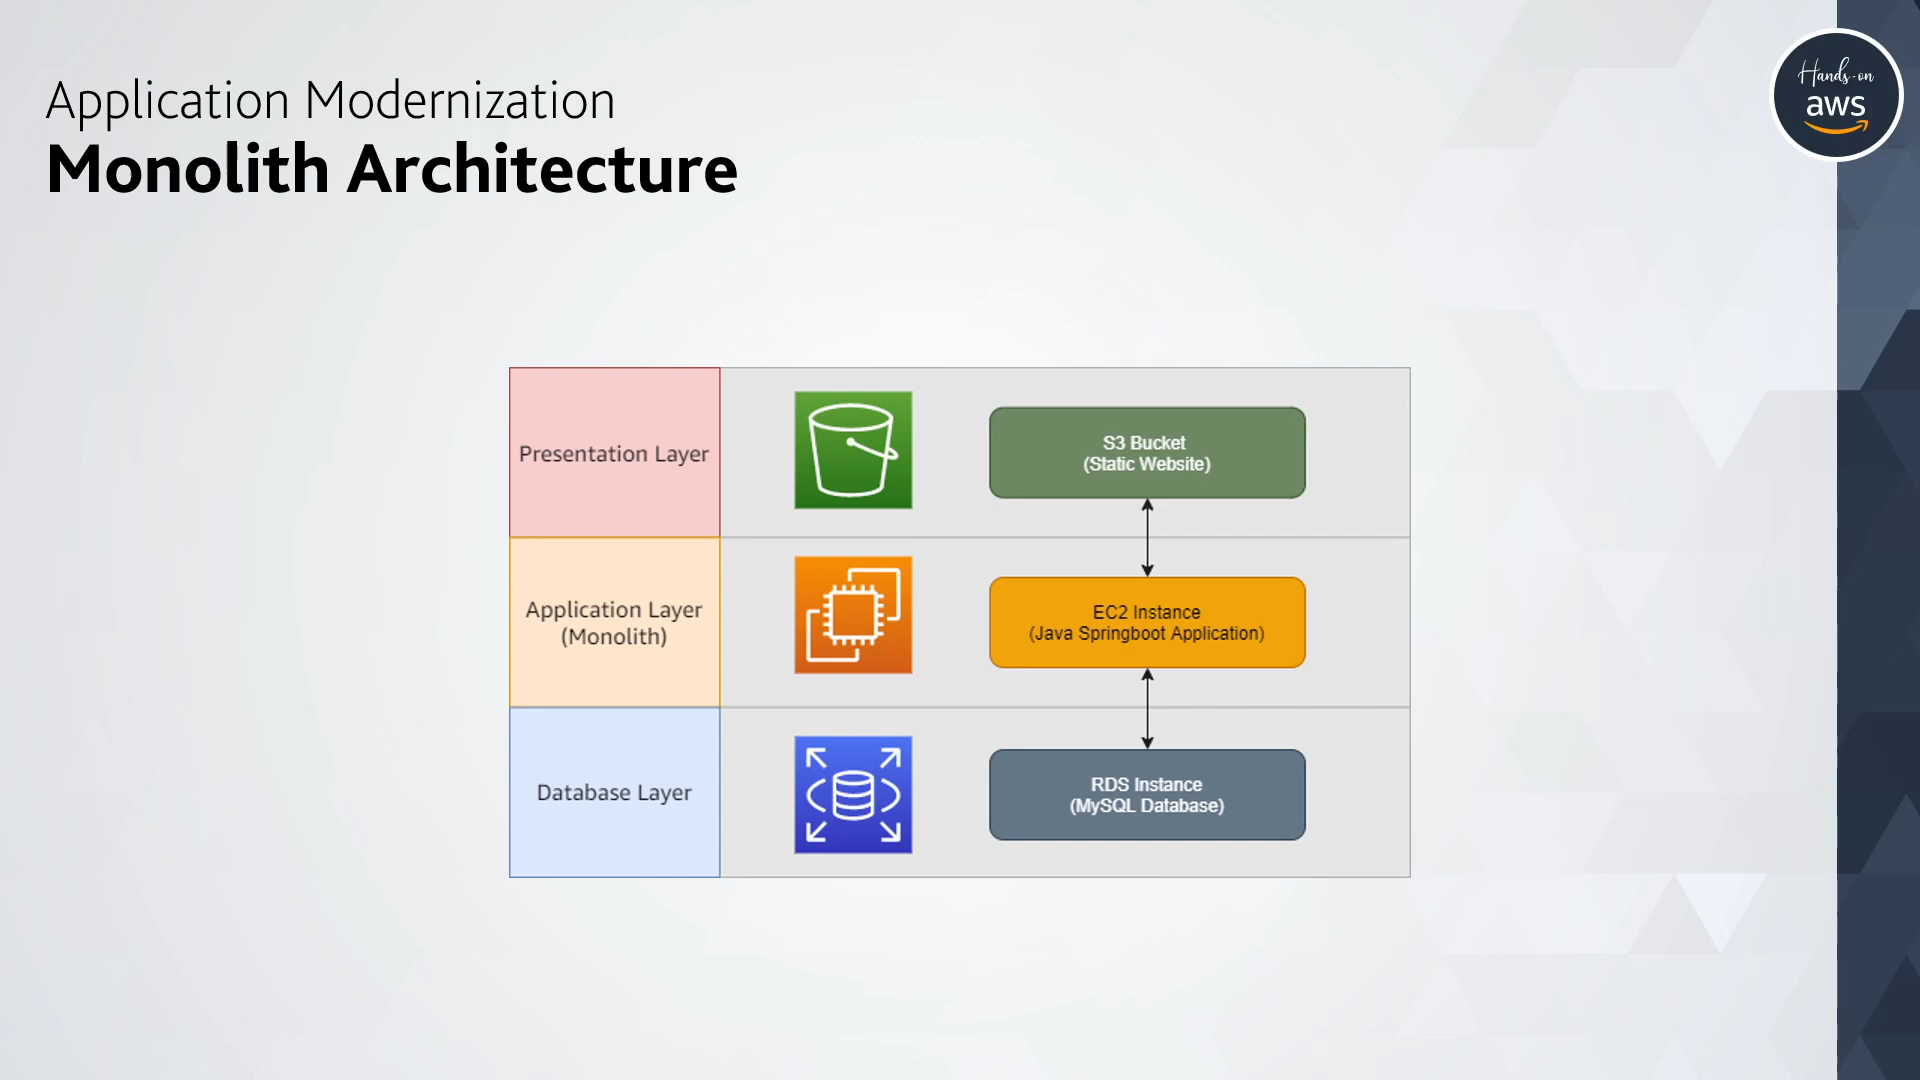 Application Modernization
Monolith Architecture
Hands-on
aws
Presentation Layer
S3 Bucket
(Static Website)
Application Layer
(Monolith)
EC2 Instance
(Java Springboot Application)
Database Layer
RDS Instance
(MySQL Database)